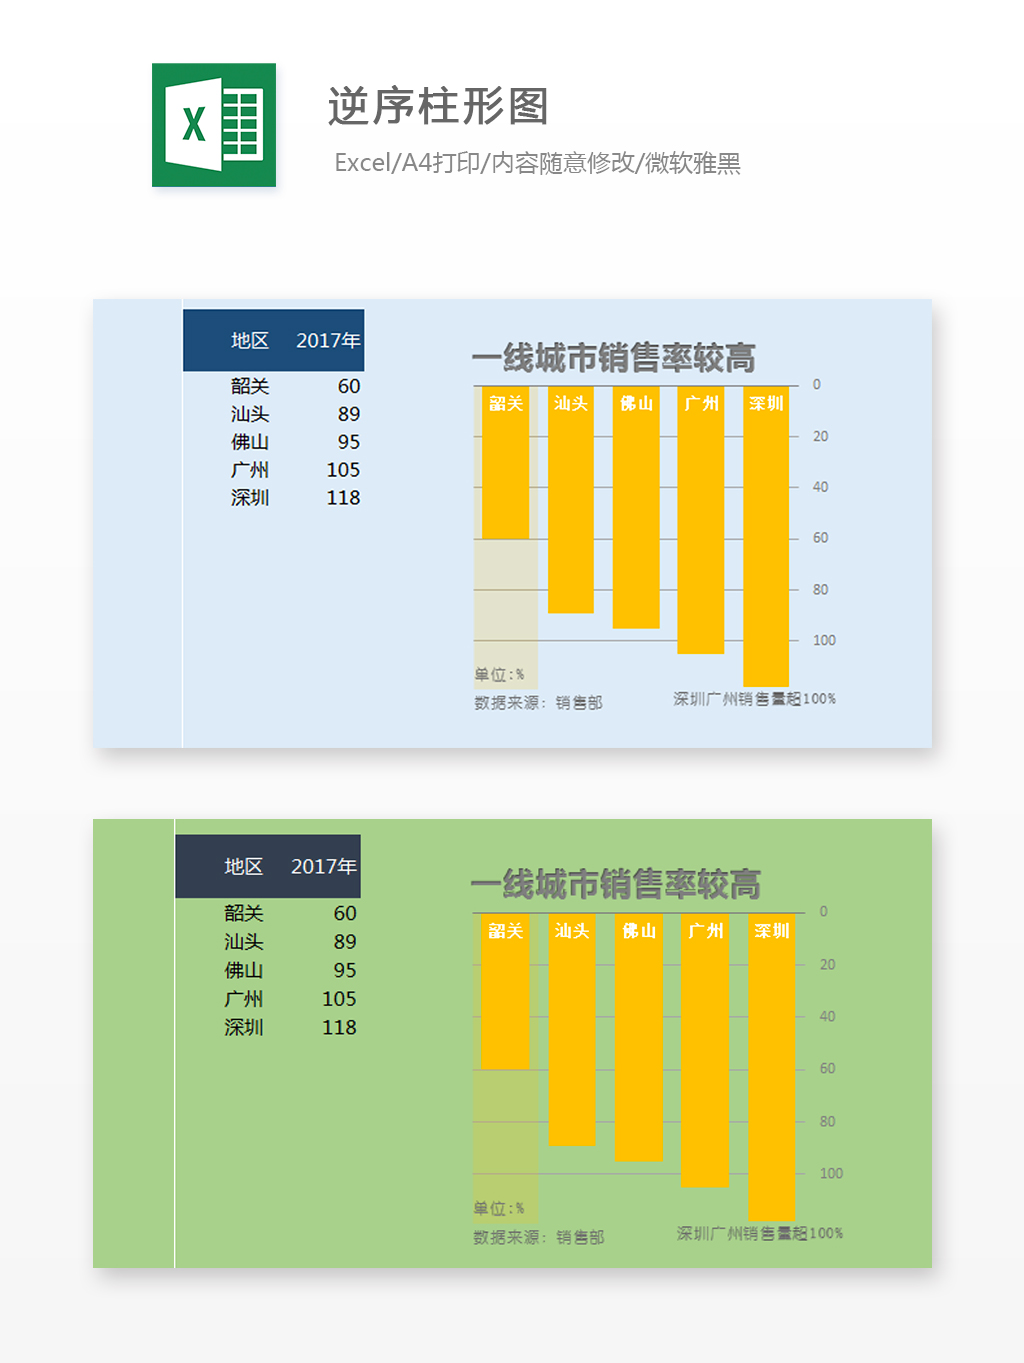 X
逆序柱形图
Excel/A4打印/内容随意修改/微软雅黑
地区 2017年
韶关 60
汕头 89
佛山 95
广州 105
深圳 118
一线城市销售率较高
韶关 汕头 佛山 广州 深圳
0
20
40
60
80
100
单位:%
数据来源: 销售部
深圳广州销售量超100%
地区 2017年
韶关 60
汕头 89
佛山 95
广州 105
深圳 118
一线城市销售率较高
韶关 汕头 佛山 广州 深圳
0
20
40
60
80
100
单位:%
数据来源: 销售部
深圳广州销售量超100%